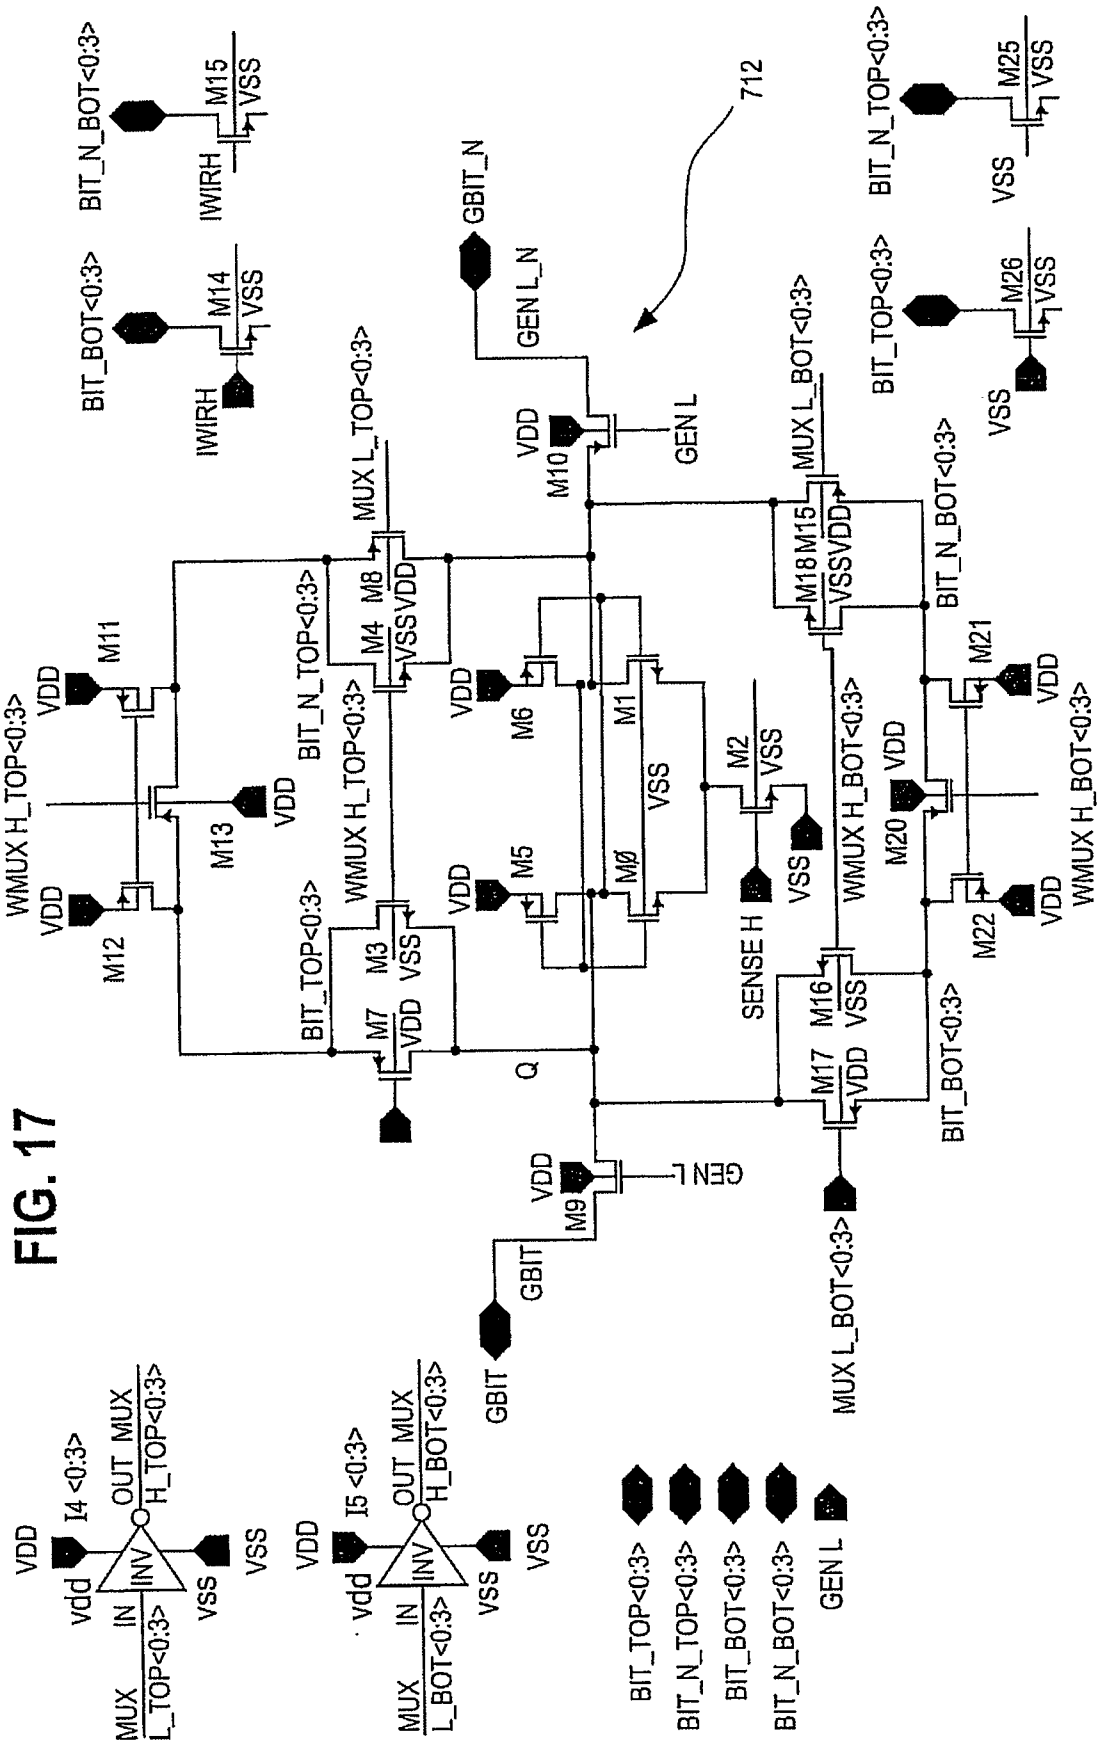 FIG. 17
VDD
I4 <0:3>
vdd
MUX
L_TOP<0:3>
IN
INV
OUT MUX
H_TOP<0:3>
vss
VSS
VDD
I5 <0:3>
vdd
MUX
L_BOT<0:3>
IN
INV
OUT MUX
H_BOT<0:3>
vss
VSS
BIT_TOP<0:3>
BIT_N_TOP<0:3>
BIT_BOT<0:3>
BIT_N_BOT<0:3>
GEN L
WMUX H_TOP<0:3>
VDD
M12
VDD
M11
M13
VDD
BIT_TOP<0:3>
M7
VDD
M3
VSS
WMUX H_TOP<0:3>
BIT_N_TOP<0:3>
M4
VSS
M8
VDD
MUX L_TOP<0:3>
Q
GBIT
GBIT
VDD
M9
GEN L
VDD
M5
VDD
M6
MØ
M1
VSS
SENSE H
M2
VSS
VSS
VDD
M10
GEN L
GEN L_N
GBIT_N
712
MUX L_BOT<0:3>
M17
VDD
M16
VSS
WMUX H_BOT<0:3>
M18
VSS
M15
VDD
MUX L_BOT<0:3>
BIT_BOT<0:3>
BIT_N_BOT<0:3>
M20
VDD
M22
VDD
M21
VDD
WMUX H_BOT<0:3>
BIT_BOT<0:3>
IWIRH
M14
VSS
BIT_N_BOT<0:3>
IWIRH
M15
VSS
BIT_TOP<0:3>
VSS
M26
VSS
BIT_N_TOP<0:3>
VSS
M25
VSS